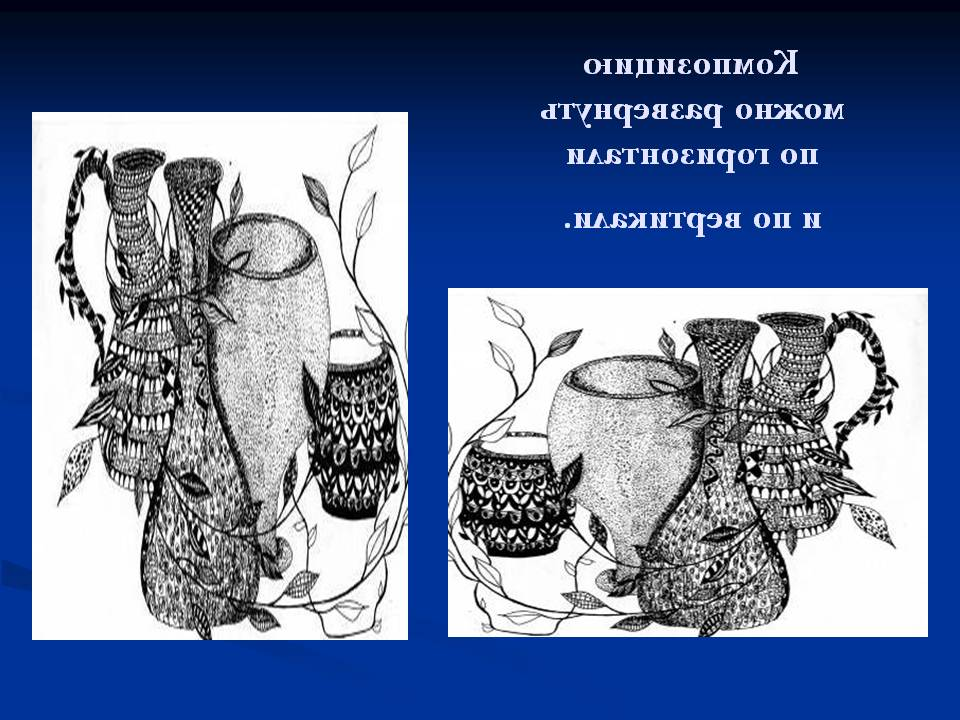 Композицию
можно развернуть
по горизонтали
и по вертикали.